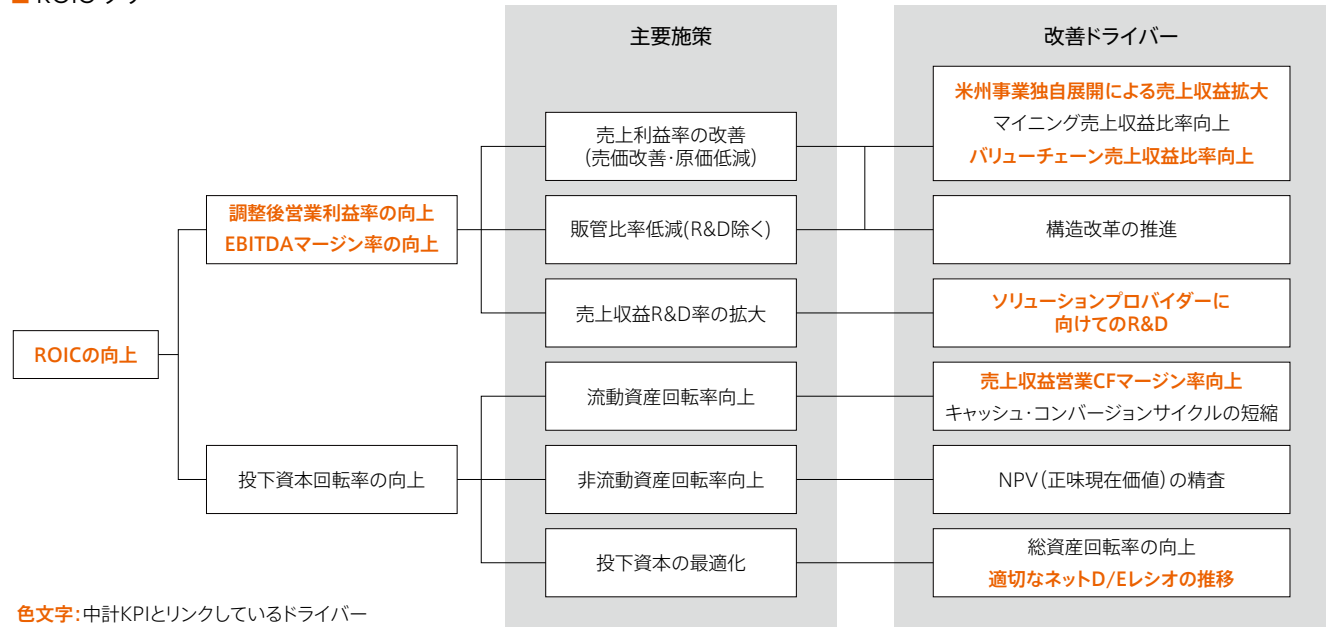 主要施策
改善ドライバー
米州事業独自展開による売上収益拡大
マイニング売上収益比率向上
バリューチェーン売上収益比率向上
売上利益率の改善
(売価改善･原価低減)
調整後営業利益率の向上
EBITDAマージン率の向上
販管比率低減(R&D除く)
構造改革の推進
売上収益R&D率の拡大
ソリューションプロバイダーに
向けてのR&D
ROICの向上
流動資産回転率向上
売上収益営業CFマージン率向上
キャッシュ･コンバージョンサイクルの短縮
投下資本回転率の向上
非流動資産回転率向上
NPV(正味現在価値)の精査
投下資本の最適化
総資産回転率の向上
適切なネットD/Eレシオの推移
色文字:中計KPIとリンクしているドライバー